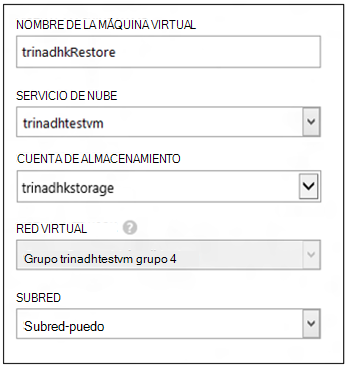 NOMBRE DE LA MÁQUINA VIRTUAL
trinadhkRestore
SERVICIO DE NUBE
trinadhtestvm
CUENTA DE ALMACENAMIENTO
trinadhkstorage
RED VIRTUAL ?
Grupo trinadhtestvm grupo 4
SUBRED
Subred-puedo